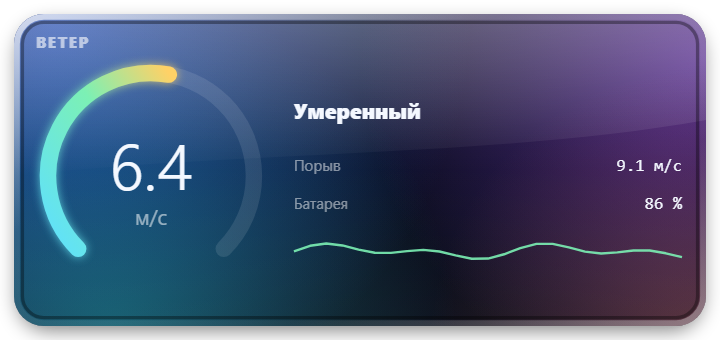 ВЕТЕР
6.4
м/с
Умеренный
Порыв 9.1 м/с
Батарея 86 %